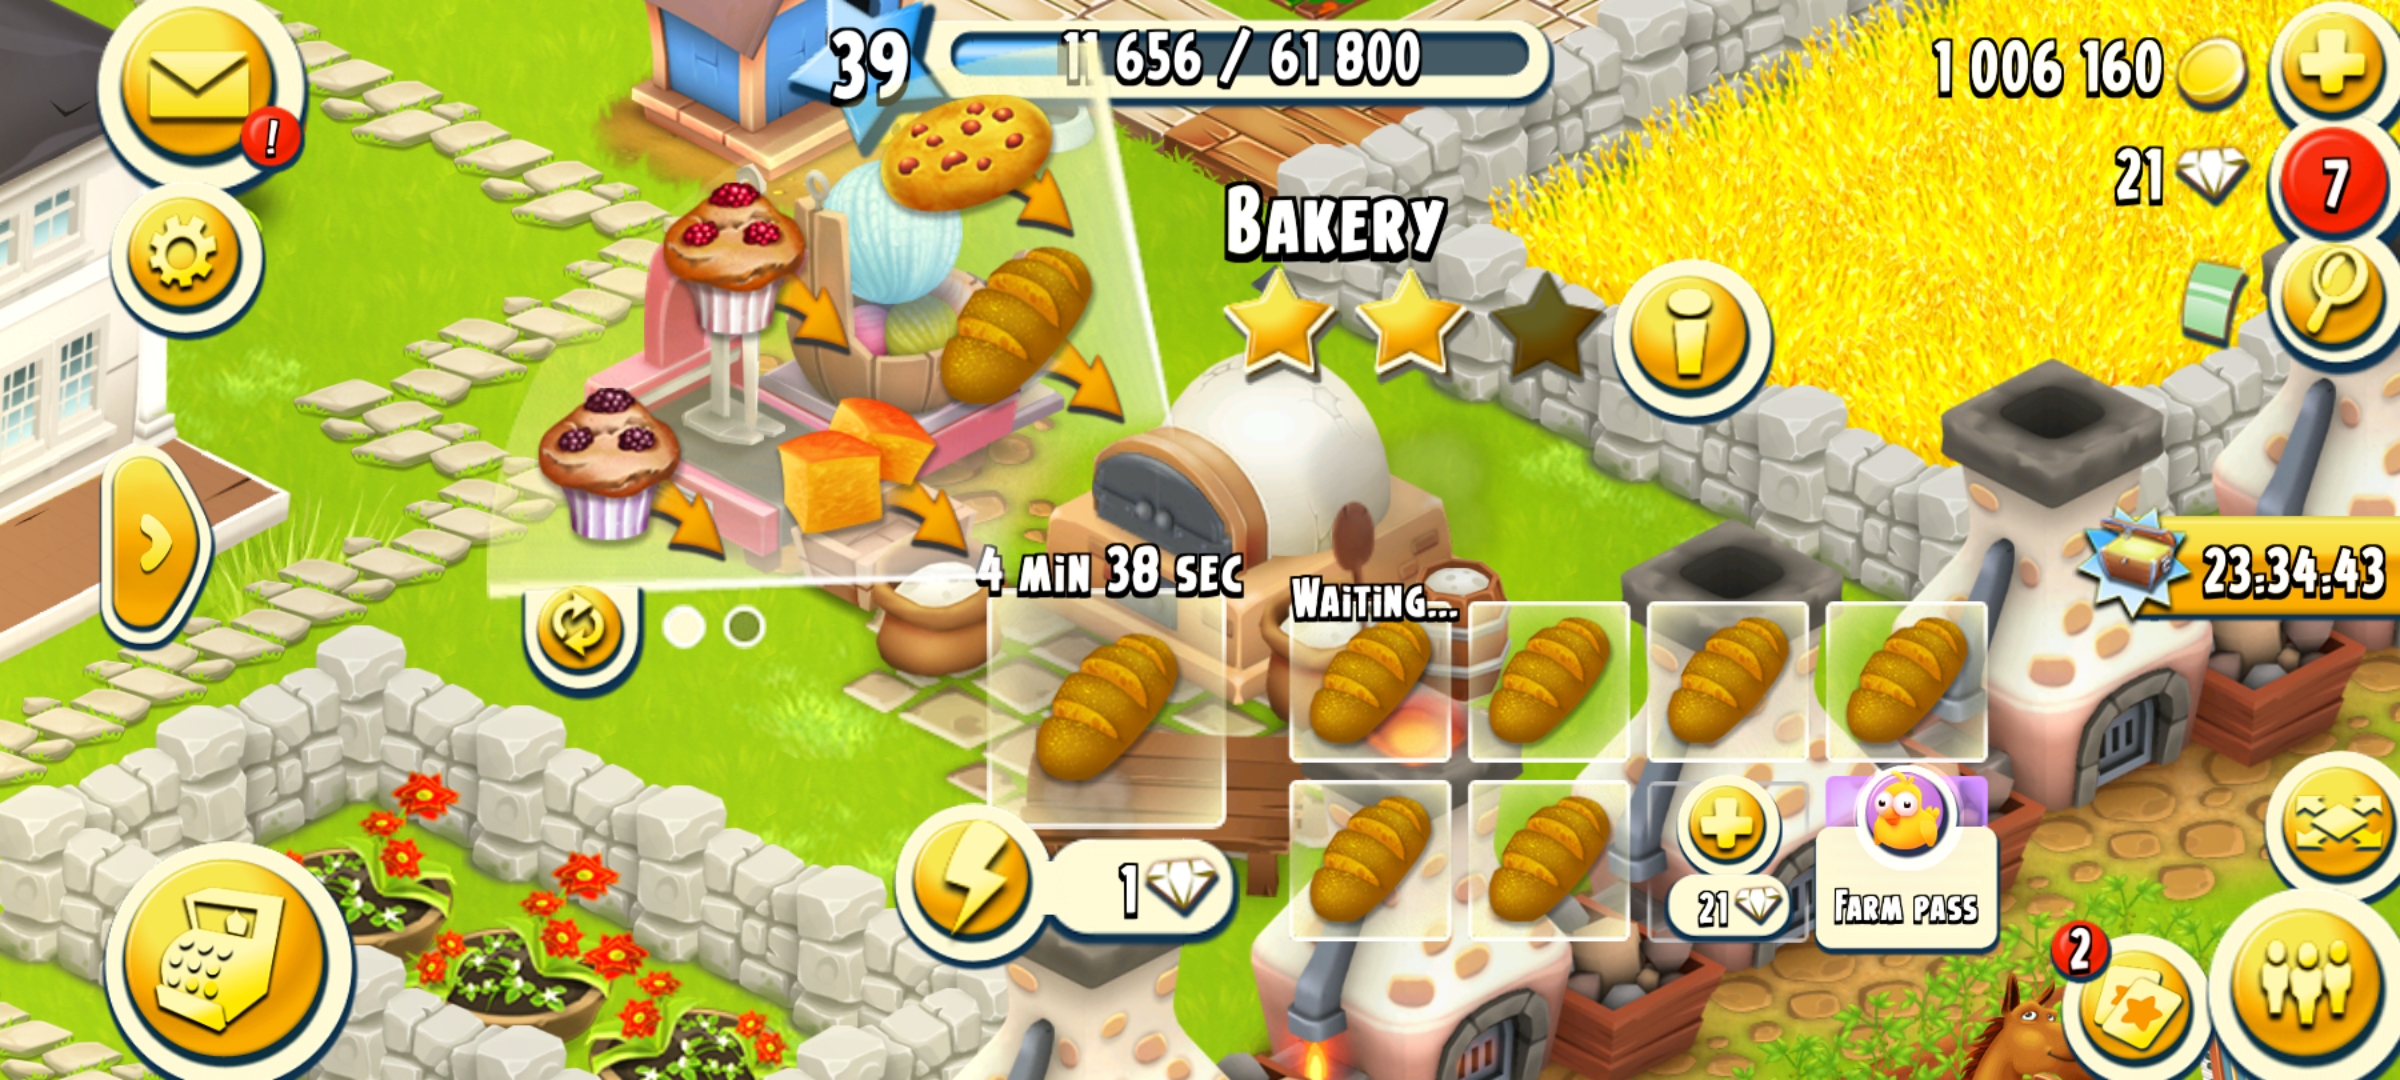 39
11 656 / 61 800
1 006 160
!
21
7
BAKERY
4 MIN 38 SEC
WAITING...
23:34:43
1
21
FARM PASS
2